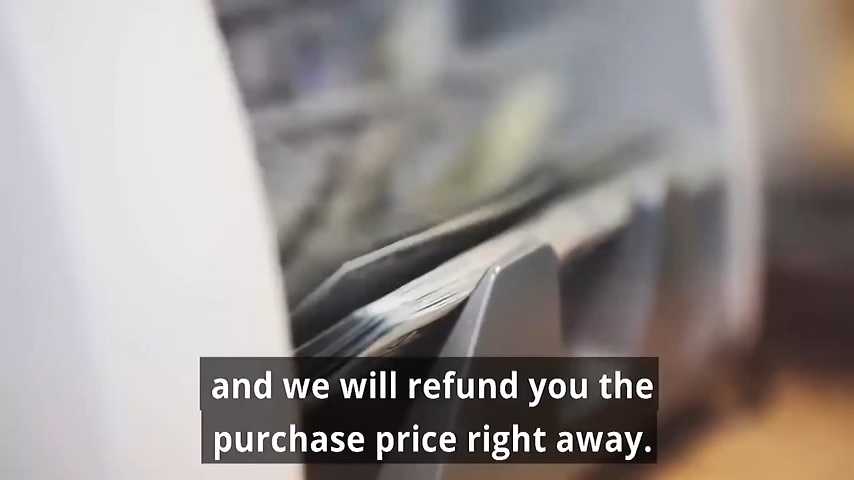 and we will refund you the
purchase price right away.